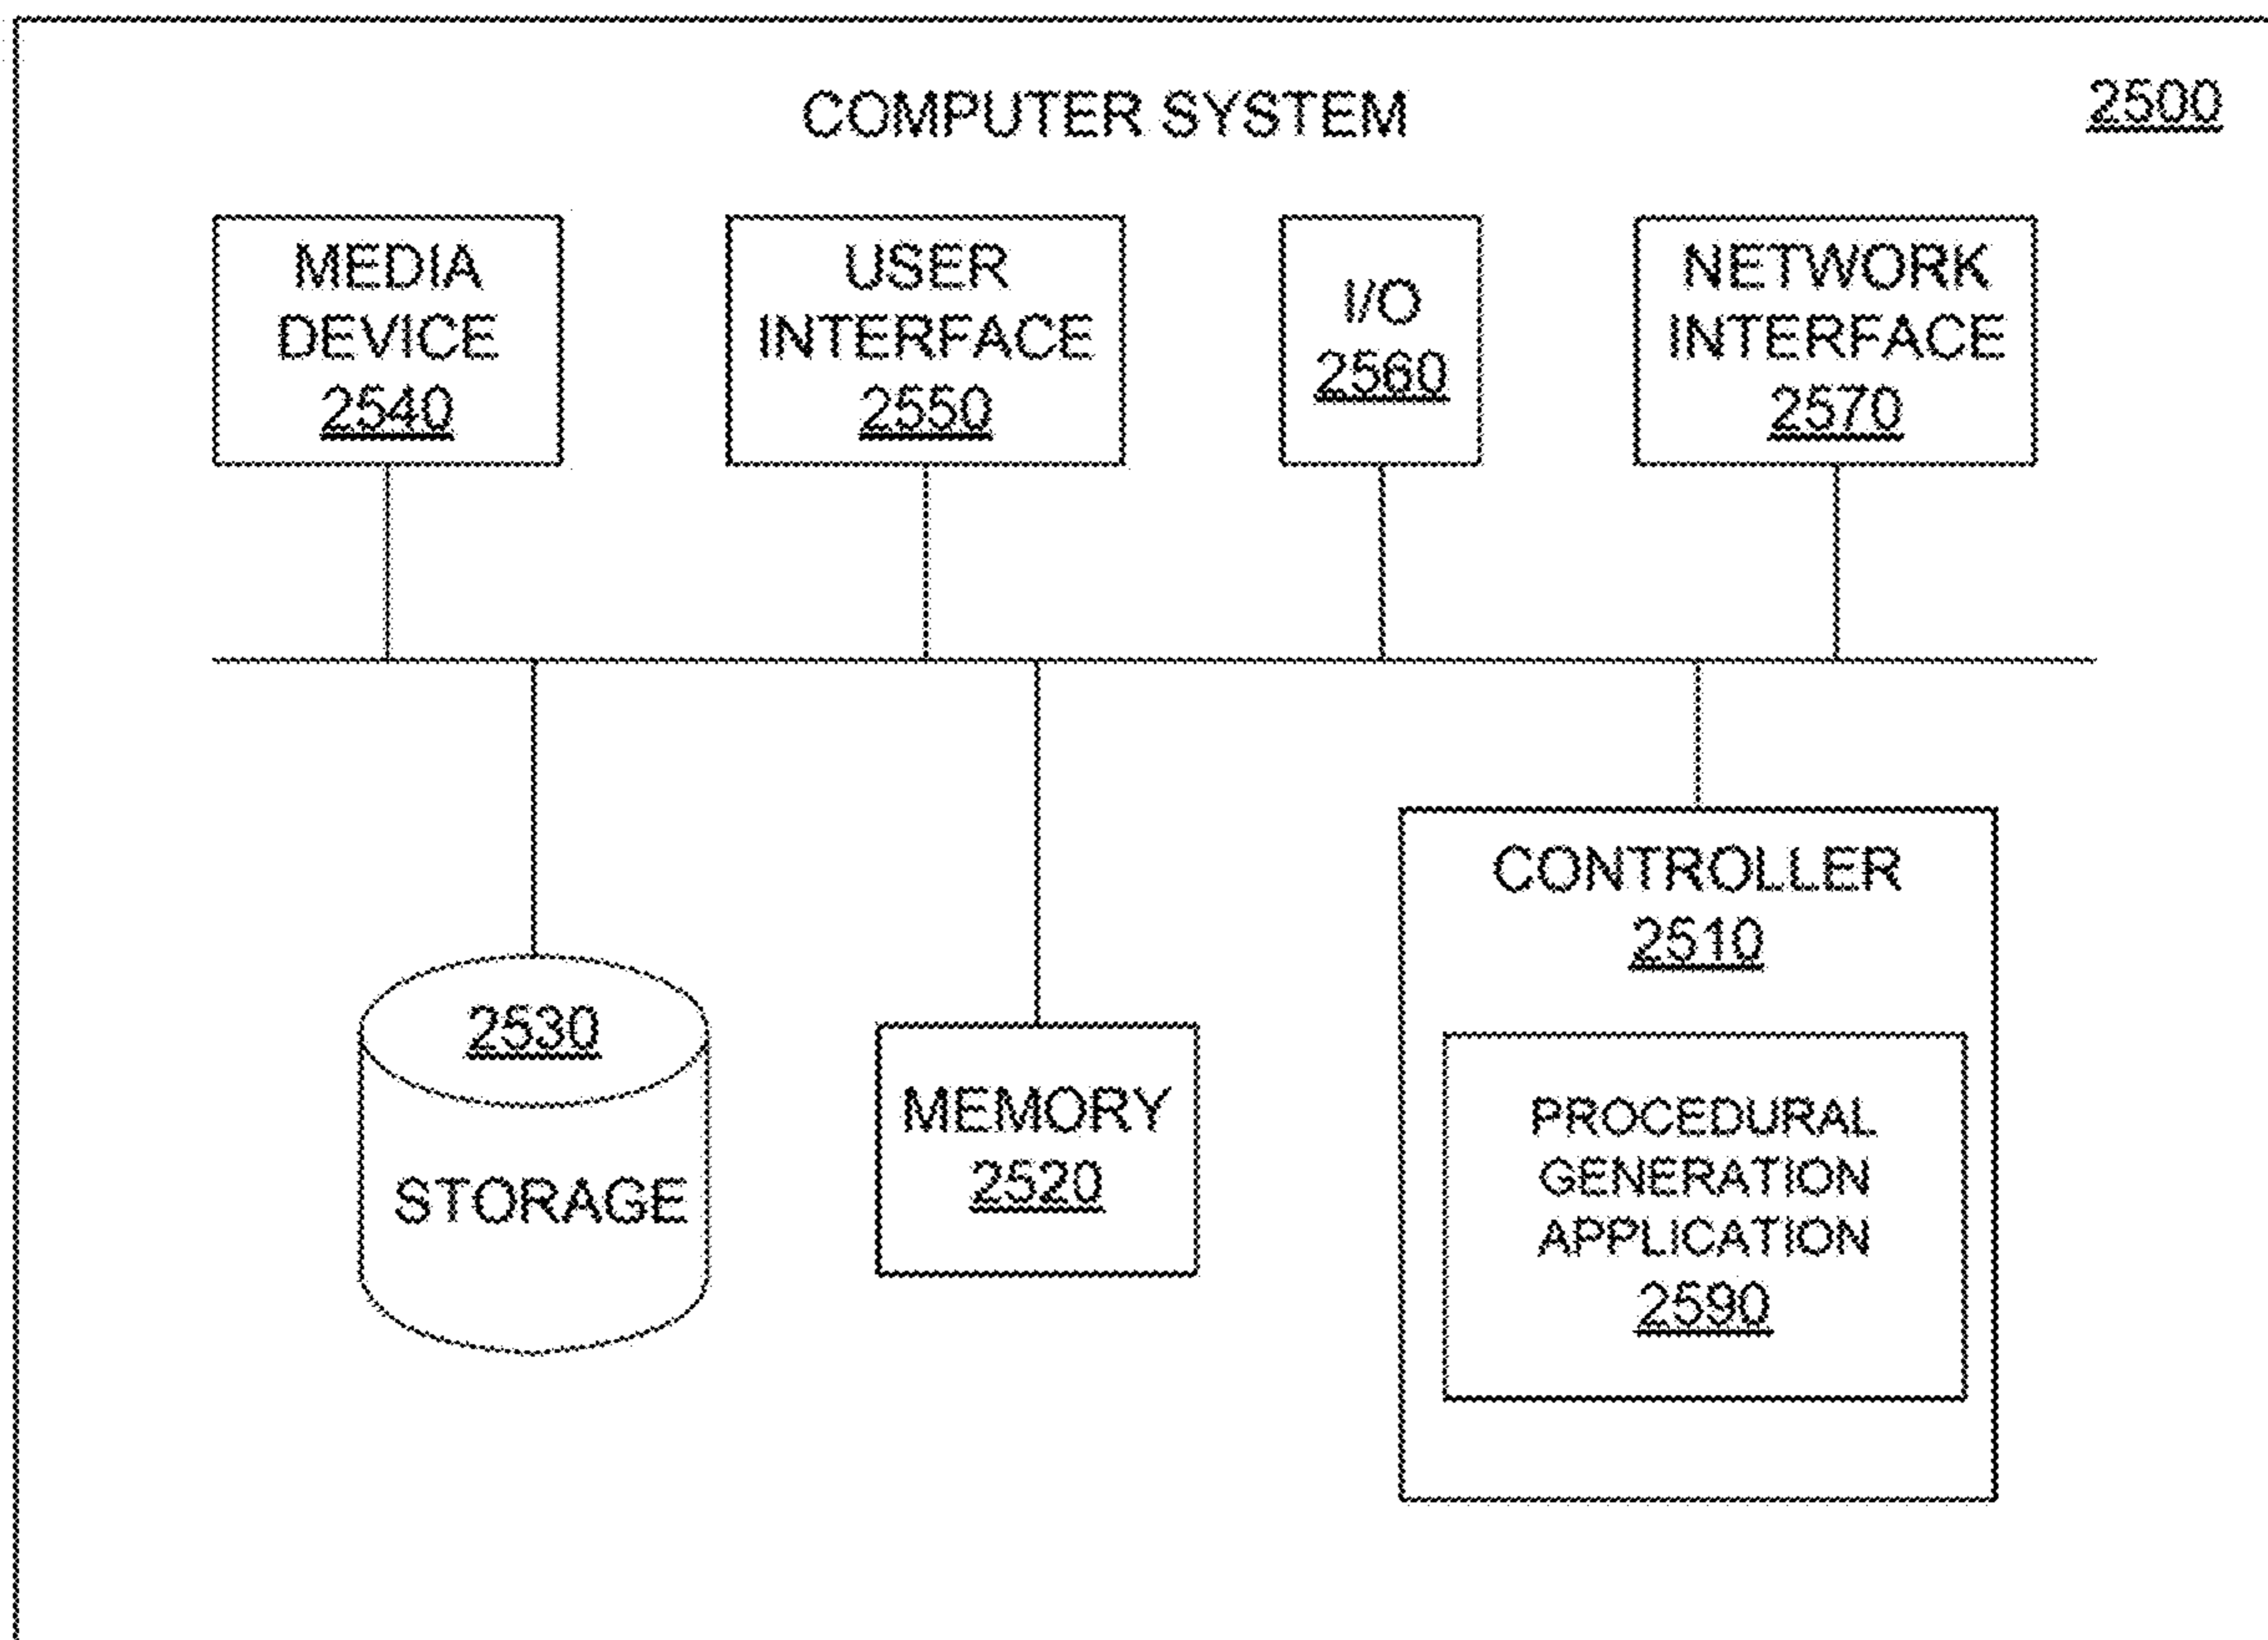 COMPUTER SYSTEM
2500
MEDIA
DEVICE
2540
USER
INTERFACE
2550
I/O
2560
NETWORK
INTERFACE
2570
2530
STORAGE
MEMORY
2520
CONTROLLER
2510
PROCEDURAL
GENERATION
APPLICATION
2590